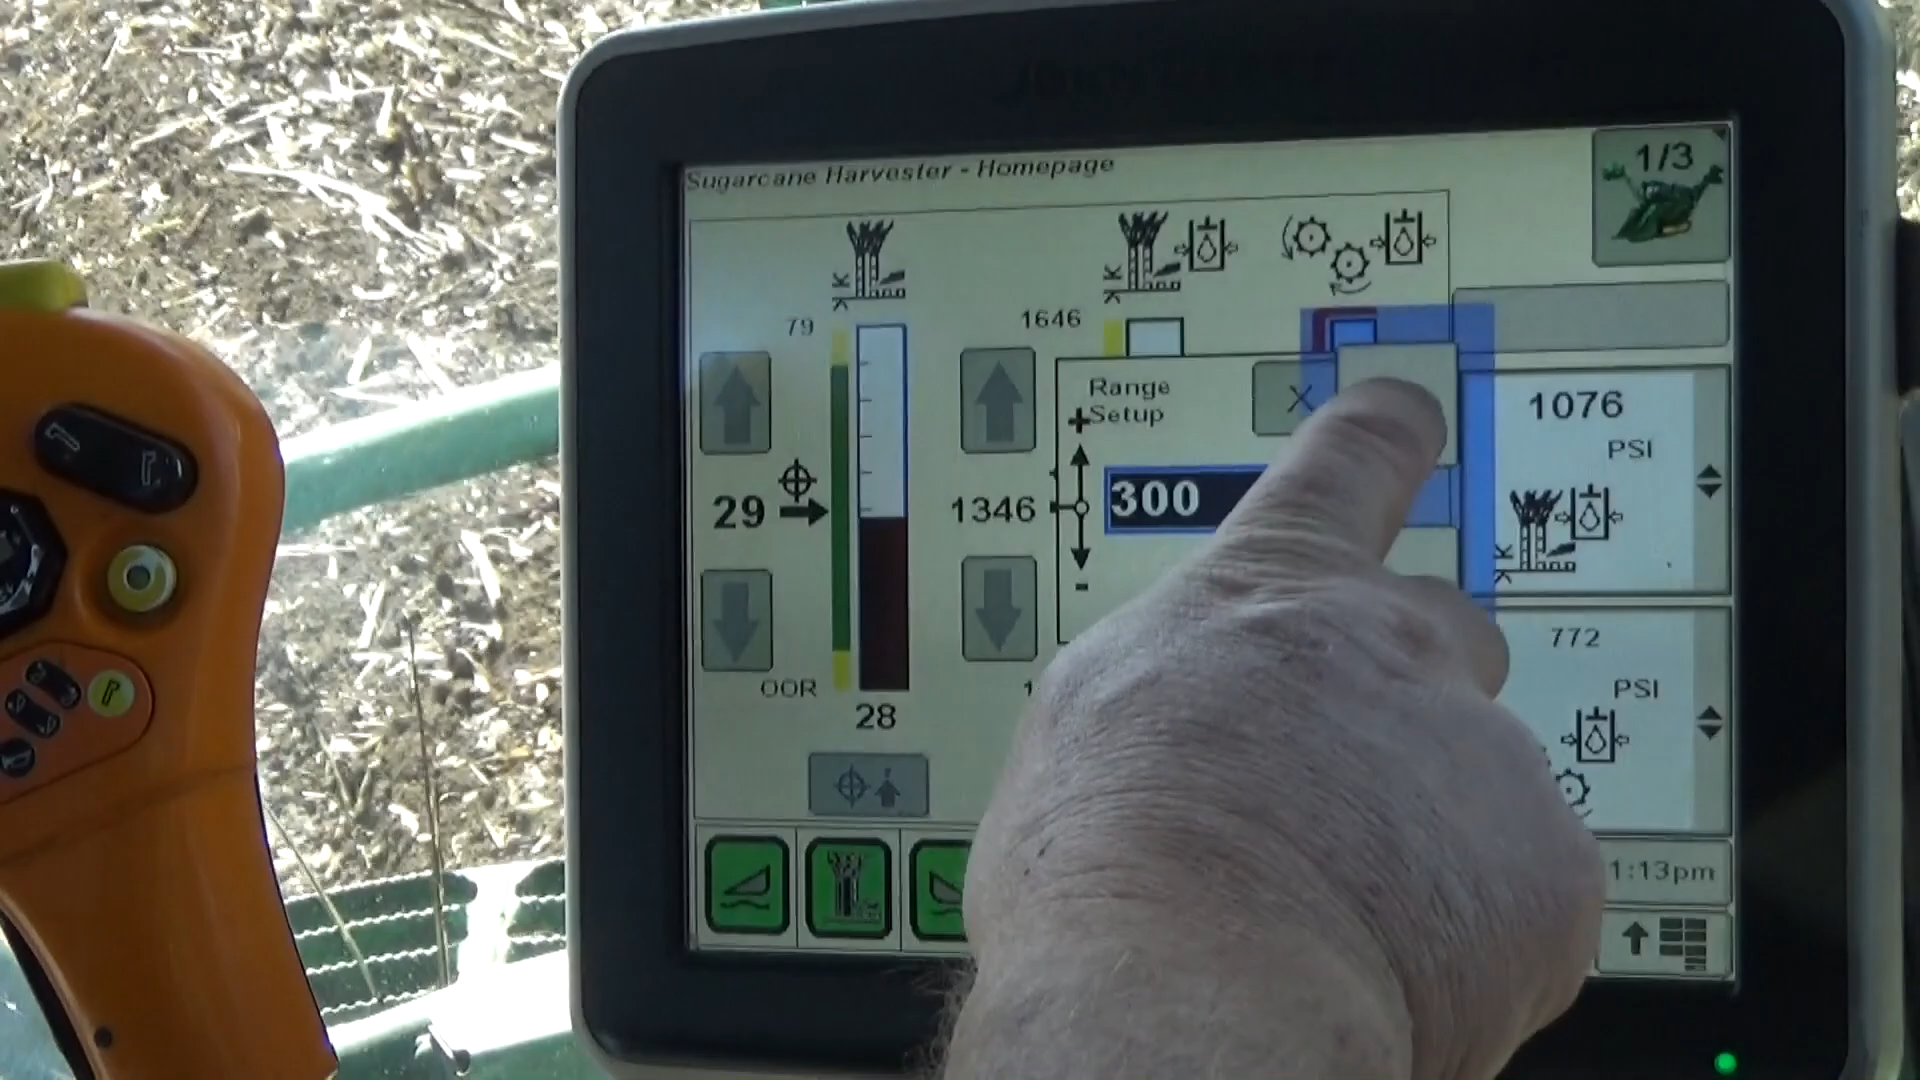 Sugarcane Harvester - Homepage
1/3
79
1646
Range
Setup
X
1076
PSI
29
1346
300
772
PSI
OOR
28
1:13pm